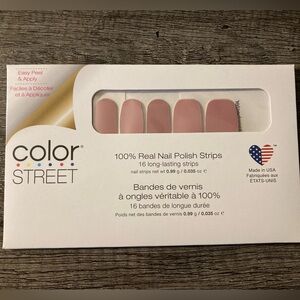 Easy Peel
& Apply
Faciles à Décoller
et à Appliquer
color
STREET
100% Real Nail Polish Strips
16 long-lasting strips
nail strips net wt 0.99 g / 0.035 oz ℮
Bandes de vernis
à ongles véritable à 100%
16 bandes de longue durée
Poids net des bandes de vernis 0.99 g / 0.035 oz ℮
Made in USA
Fabriquées aux
ÉTATS-UNIS